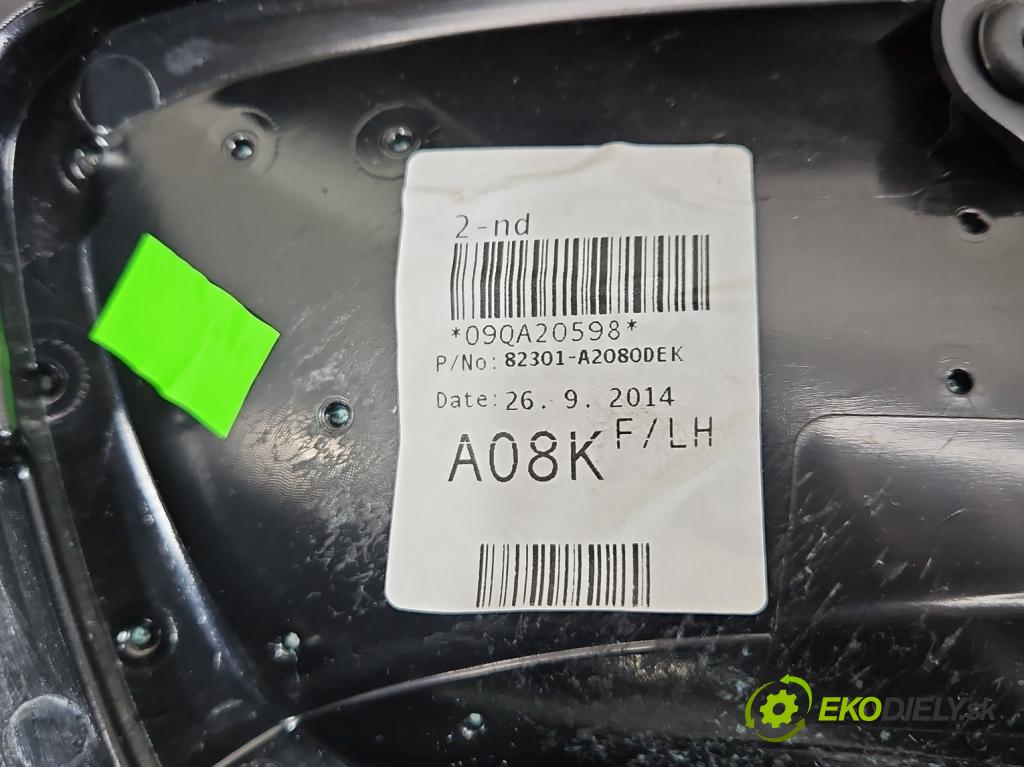 2-nd
*09QA20598*
P/No: 82301-A2080DEK
Date: 26. 9. 2014
A08K F/LH
EKODIELY.sk